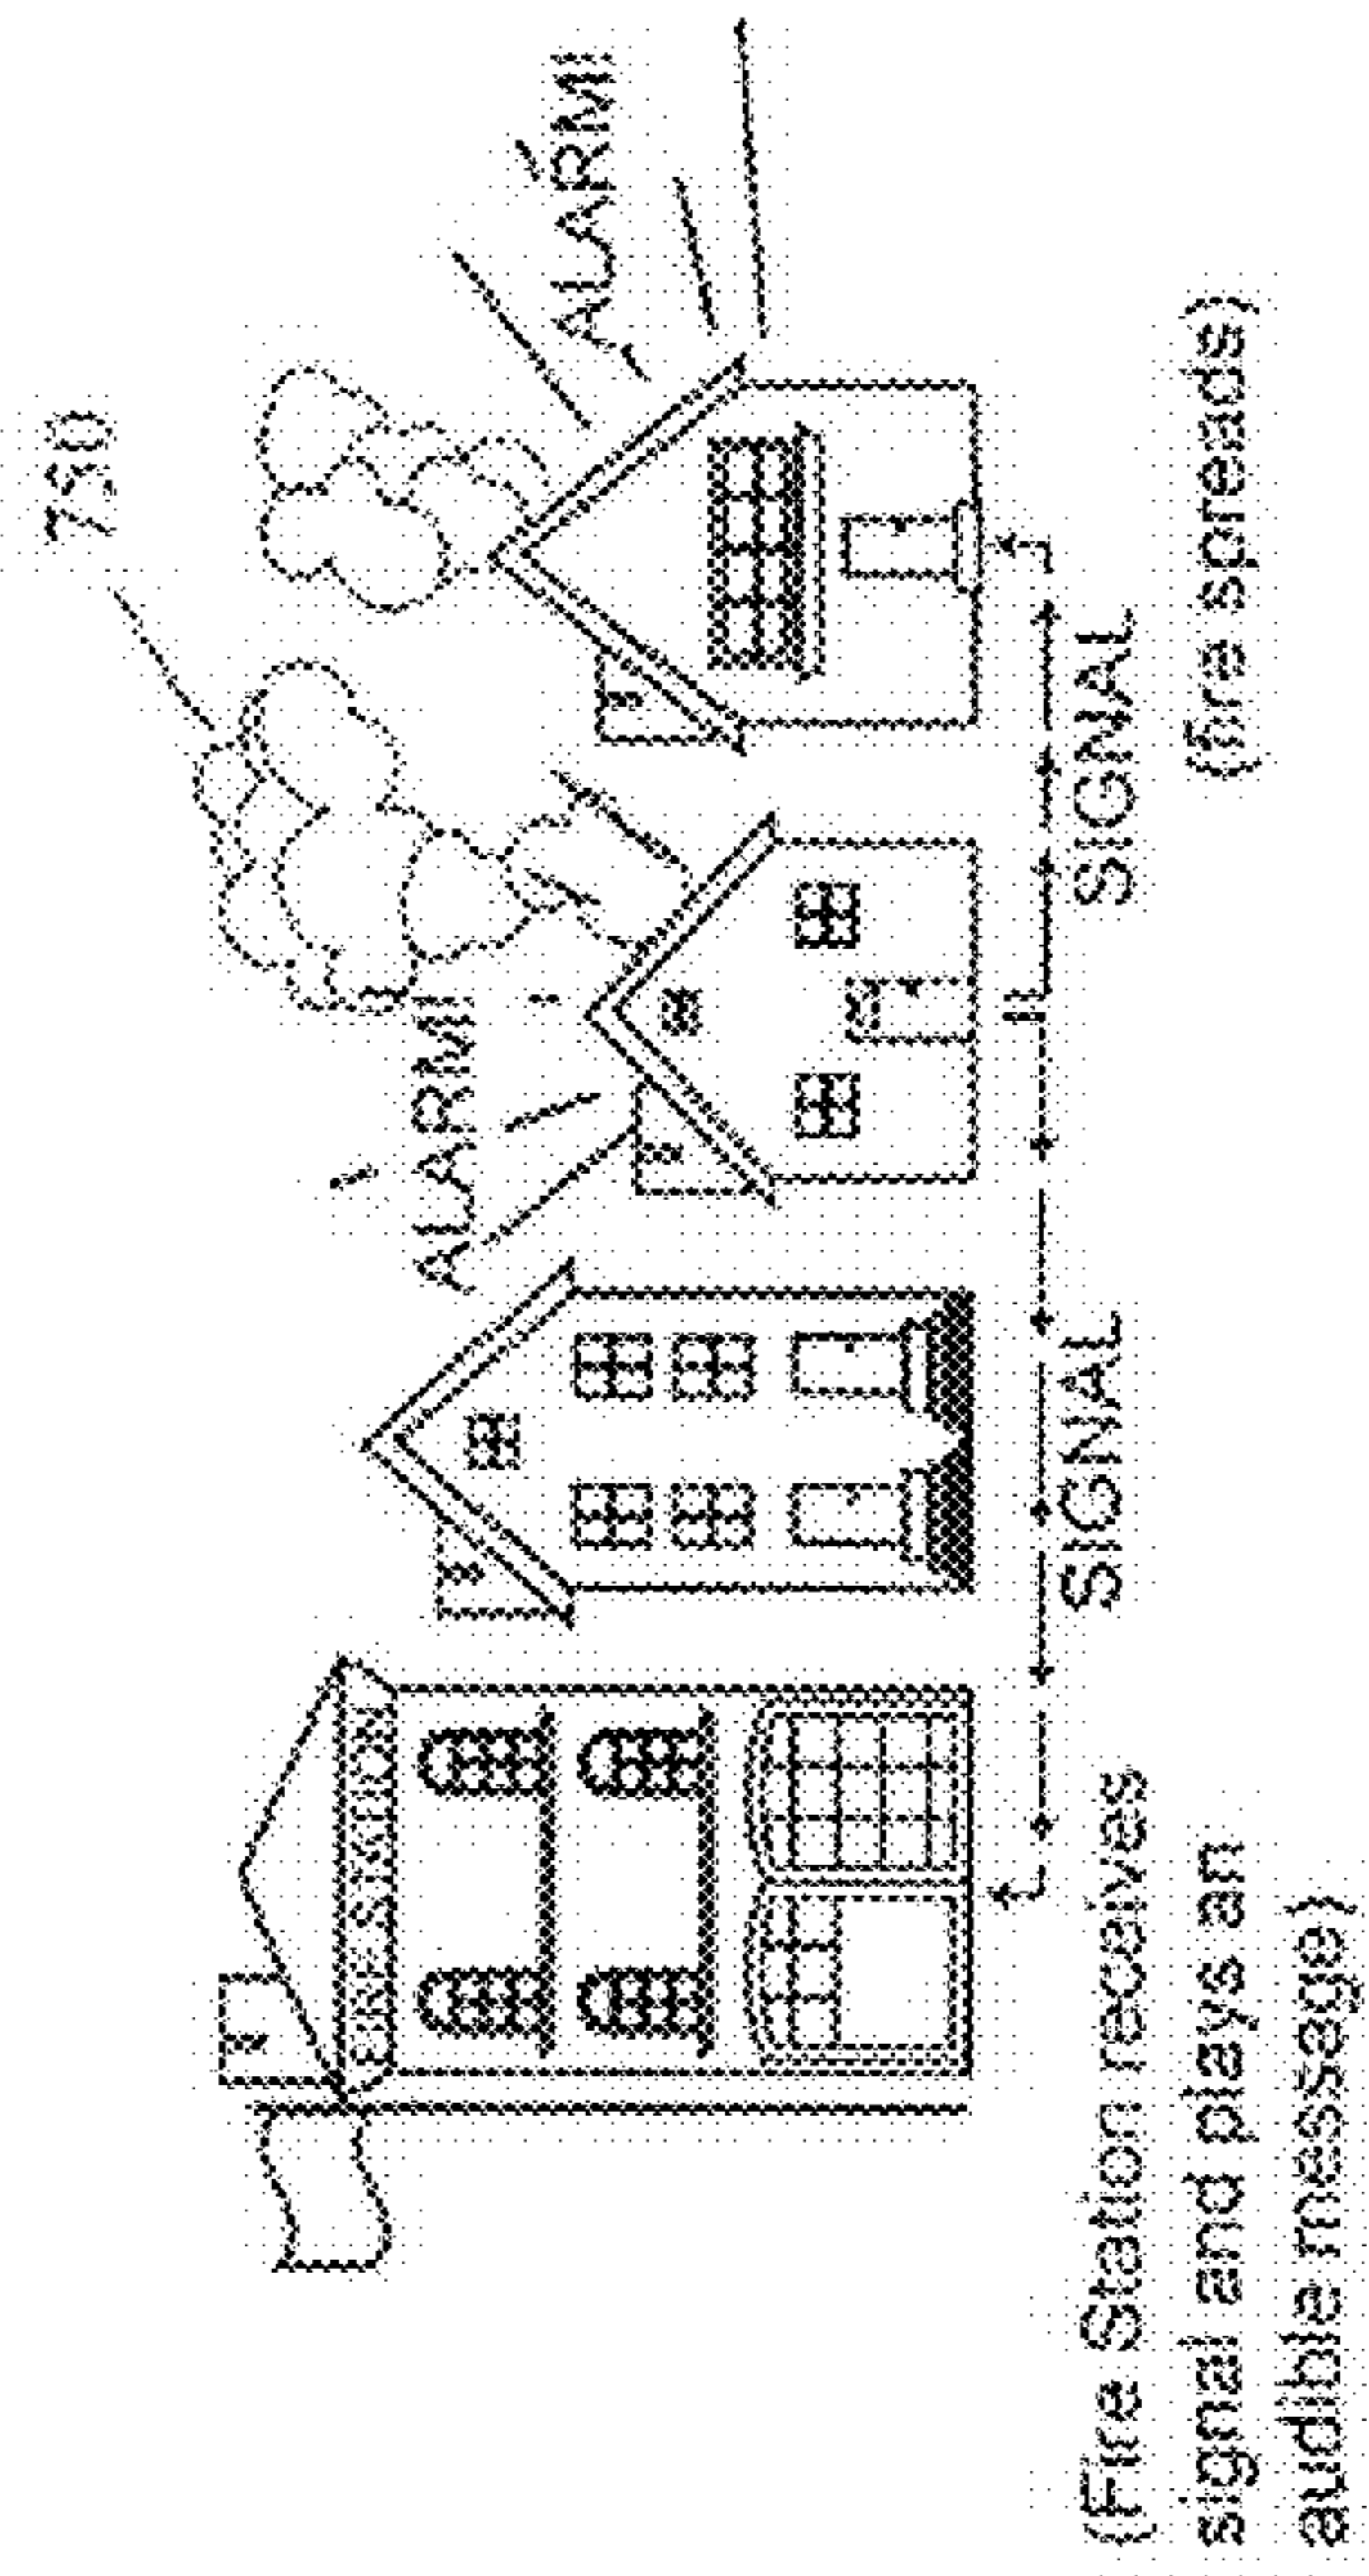 730
ALARM!
ALARM!
FIRE STATION
SIGNAL
SIGNAL
(Fire Station receives
signal and plays an
audible message)
(fire spreads)